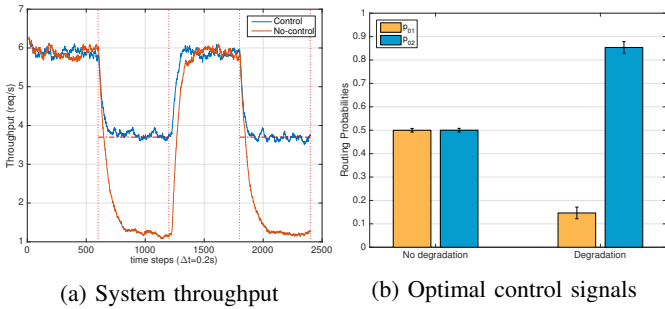 Control
No-control
Throughput (req/s)
7
6
5
4
3
2
1
0 500 1000 1500 2000 2500
time steps (Δt=0.2s)
(a) System throughput
p01
p02
Routing Probabilities
1
0.9
0.8
0.7
0.6
0.5
0.4
0.3
0.2
0.1
0
No degradation Degradation
(b) Optimal control signals